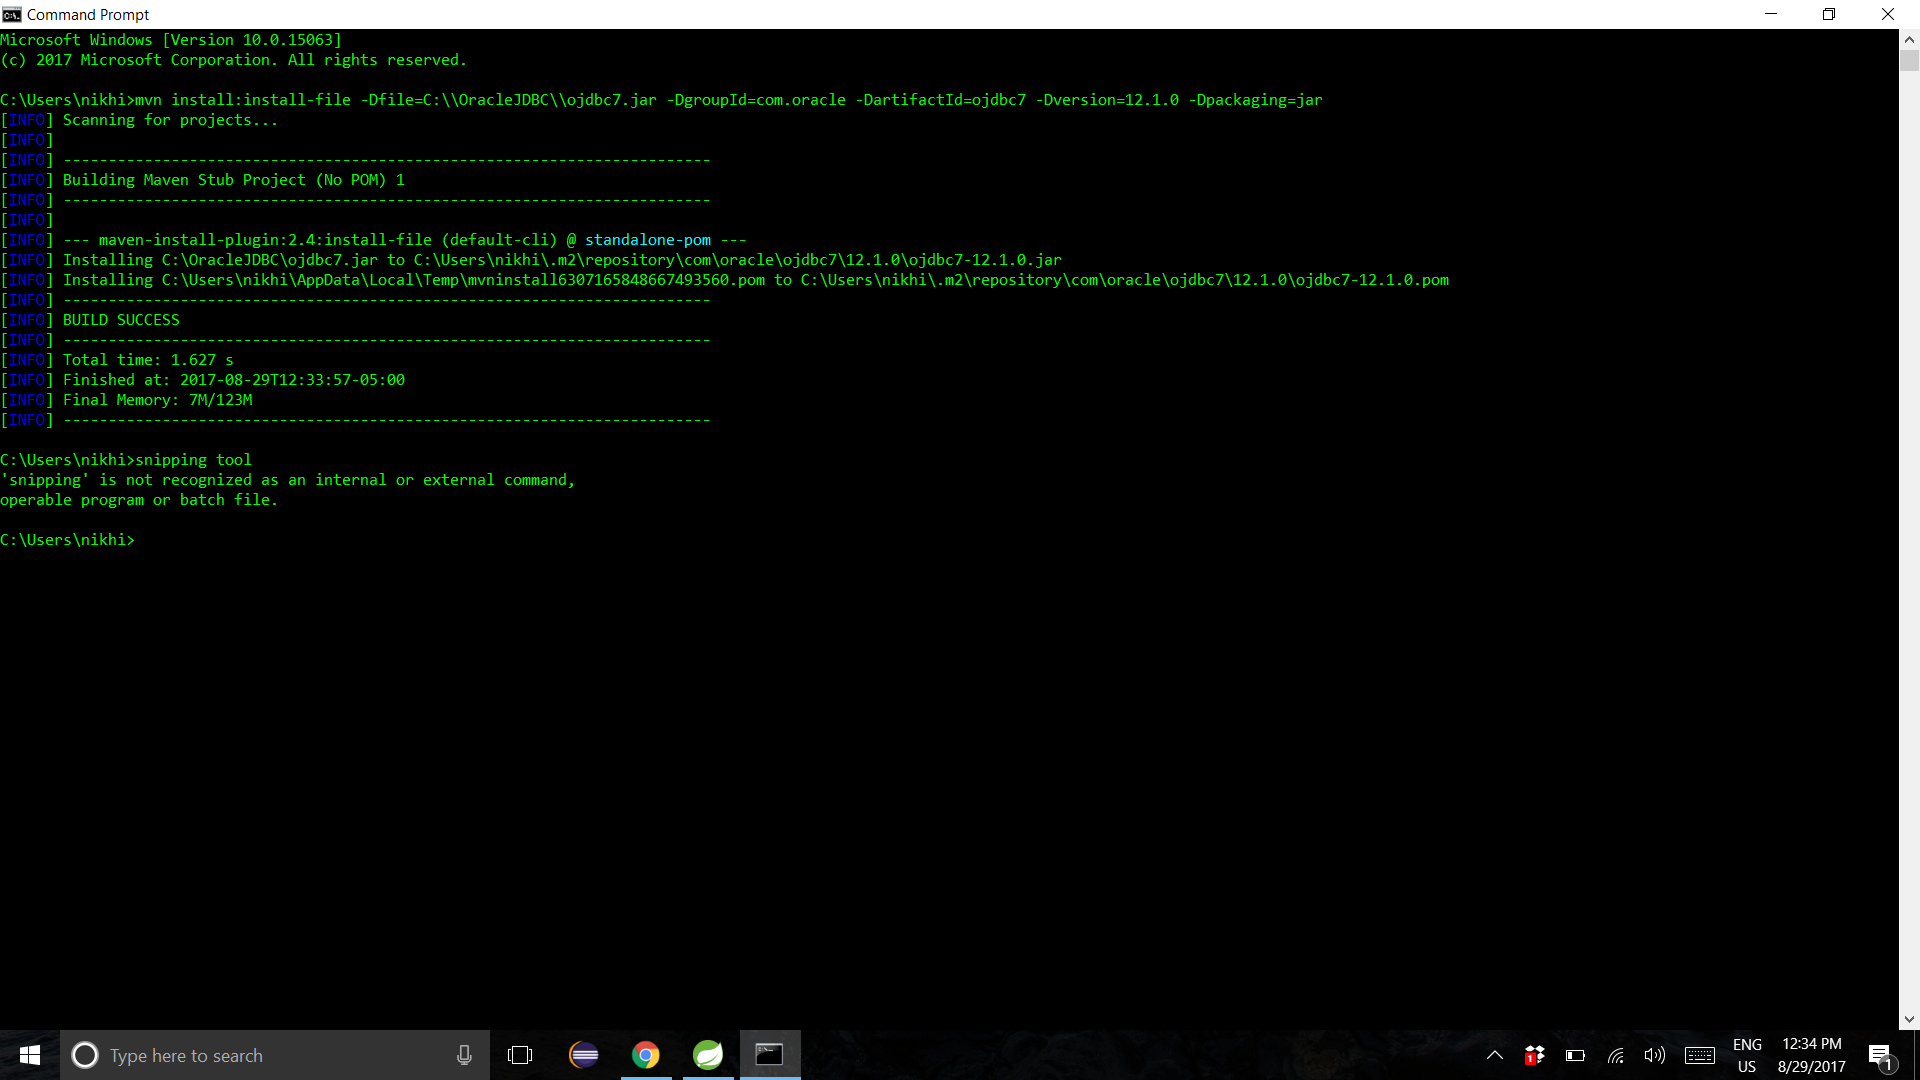 Command Prompt
Microsoft Windows [Version 10.0.15063]
(c) 2017 Microsoft Corporation. All rights reserved.
C:\Users\nikhi>mvn install:install-file -Dfile=C:\\OracleJDBC\\ojdbc7.jar -DgroupId=com.oracle -DartifactId=ojdbc7 -Dversion=12.1.0 -Dpackaging=jar
[INFO] Scanning for projects...
[INFO]
[INFO] ------------------------------------------------------------------------
[INFO] Building Maven Stub Project (No POM) 1
[INFO] ------------------------------------------------------------------------
[INFO]
[INFO] --- maven-install-plugin:2.4:install-file (default-cli) @ standalone-pom ---
[INFO] Installing C:\OracleJDBC\ojdbc7.jar to C:\Users\nikhi\.m2\repository\com\oracle\ojdbc7\12.1.0\ojdbc7-12.1.0.jar
[INFO] Installing C:\Users\nikhi\AppData\Local\Temp\mvninstall6307165848667493560.pom to C:\Users\nikhi\.m2\repository\com\oracle\ojdbc7\12.1.0\ojdbc7-12.1.0.pom
[INFO] ------------------------------------------------------------------------
[INFO] BUILD SUCCESS
[INFO] ------------------------------------------------------------------------
[INFO] Total time: 1.627 s
[INFO] Finished at: 2017-08-29T12:33:57-05:00
[INFO] Final Memory: 7M/123M
[INFO] ------------------------------------------------------------------------
C:\Users\nikhi>snipping tool
'snipping' is not recognized as an internal or external command,
operable program or batch file.
C:\Users\nikhi>
Type here to search
1
ENG
US
12:34 PM
8/29/2017
1